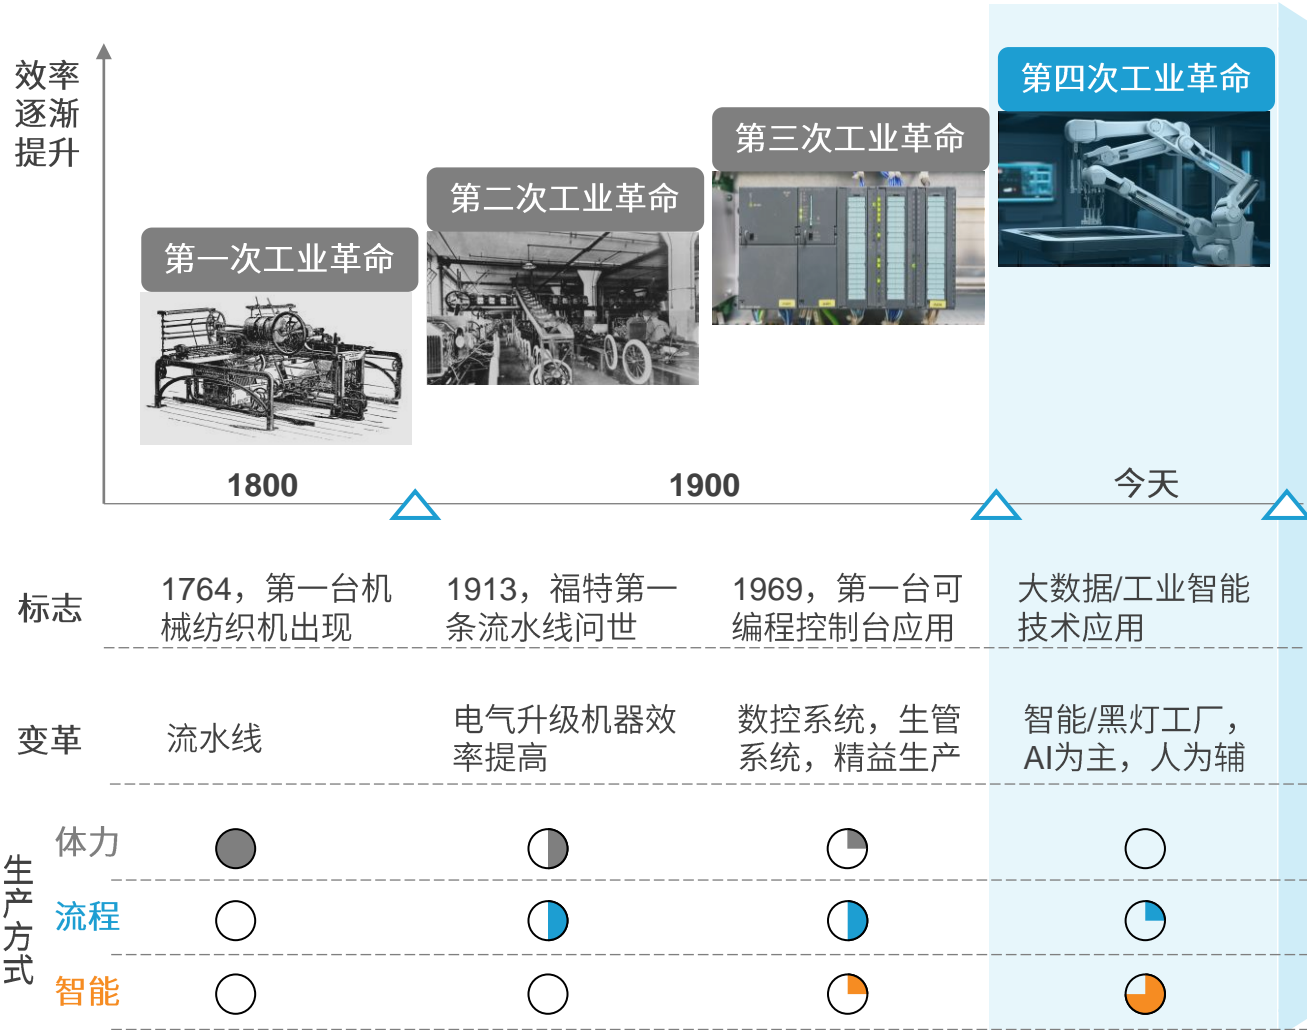 效率
逐渐
提升
第一次工业革命
第二次工业革命
第三次工业革命
第四次工业革命
1800
1900
今天
标志
1764，第一台机
械纺织机出现
1913，福特第一
条流水线问世
1969，第一台可
编程控制台应用
大数据/工业智能
技术应用
变革
流水线
电气升级机器效
率提高
数控系统，生管
系统，精益生产
智能/黑灯工厂，
AI为主，人为辅
生产方式
体力
流程
智能